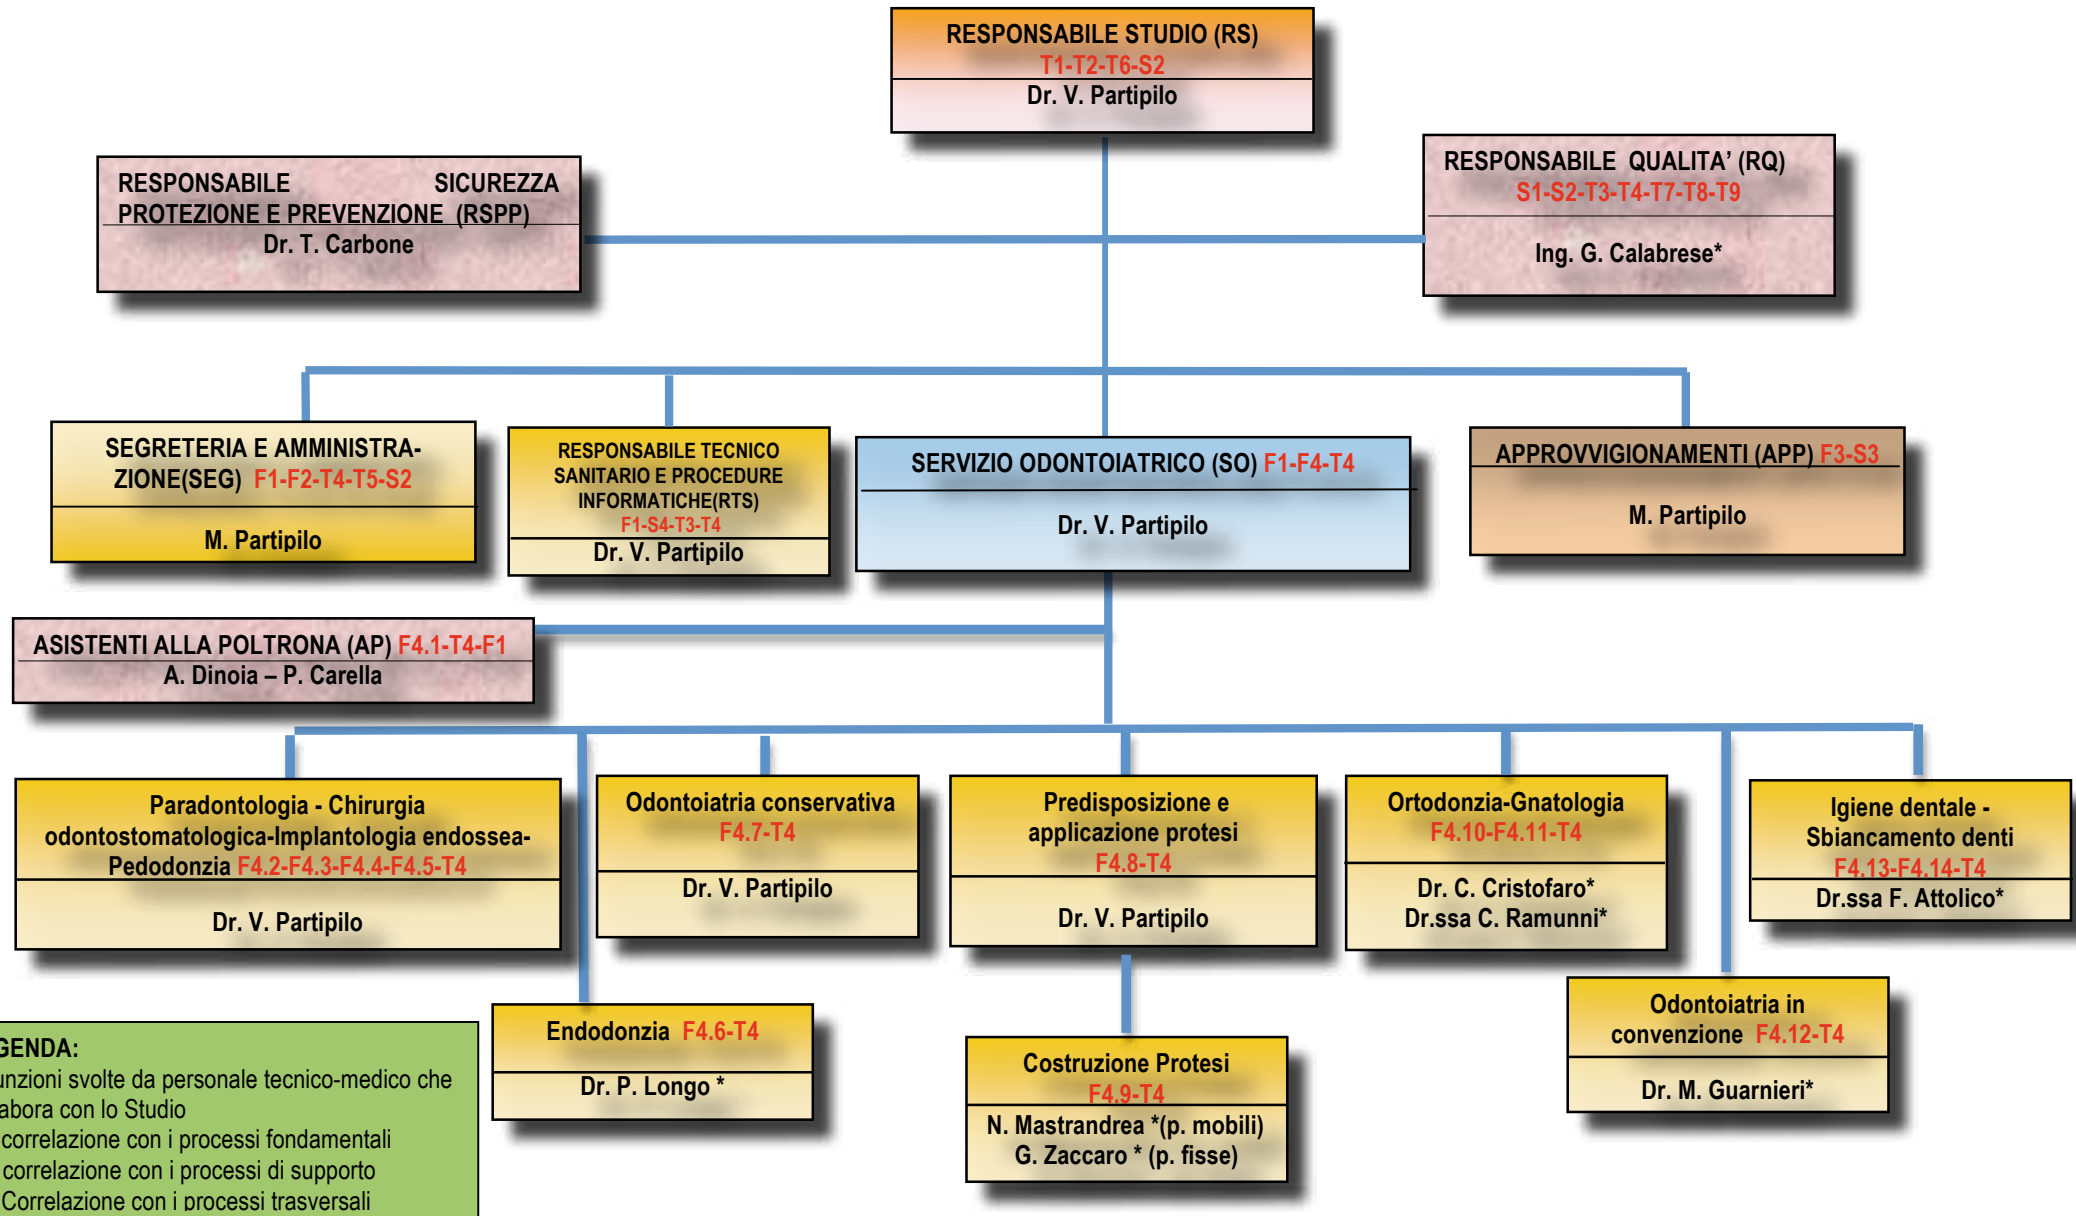 RESPONSABILE STUDIO (RS)
T1-T2-T6-S2
Dr. V. Partipilo
RESPONSABILE SICUREZZA
PROTEZIONE E PREVENZIONE (RSPP)
Dr. T. Carbone
RESPONSABILE QUALITA’ (RQ)
S1-S2-T3-T4-T7-T8-T9
Ing. G. Calabrese*
SEGRETERIA E AMMINISTRA-
ZIONE(SEG) F1-F2-T4-T5-S2
M. Partipilo
RESPONSABILE TECNICO
SANITARIO E PROCEDURE
INFORMATICHE(RTS)
F1-S4-T3-T4
Dr. V. Partipilo
SERVIZIO ODONTOIATRICO (SO) F1-F4-T4
Dr. V. Partipilo
APPROVVIGIONAMENTI (APP) F3-S3
M. Partipilo
ASISTENTI ALLA POLTRONA (AP) F4.1-T4-F1
A. Dinoia – P. Carella
Paradontologia - Chirurgia
odontostomatologica-Implantologia endossea-
Pedodonzia F4.2-F4.3-F4.4-F4.5-T4
Dr. V. Partipilo
Odontoiatria conservativa
F4.7-T4
Dr. V. Partipilo
Predisposizione e
applicazione protesi
F4.8-T4
Dr. V. Partipilo
Ortodonzia-Gnatologia
F4.10-F4.11-T4
Dr. C. Cristofaro*
Dr.ssa C. Ramunni*
Igiene dentale -
Sbiancamento denti
F4.13-F4.14-T4
Dr.ssa F. Attolico*
Endodonzia F4.6-T4
Dr. P. Longo *
Costruzione Protesi
F4.9-T4
N. Mastrandrea *(p. mobili)
G. Zaccaro * (p. fisse)
Odontoiatria in
convenzione F4.12-T4
Dr. M. Guarnieri*
GENDA:
unzioni svolte da personale tecnico-medico che
abora con lo Studio
correlazione con i processi fondamentali
correlazione con i processi di supporto
Correlazione con i processi trasversali